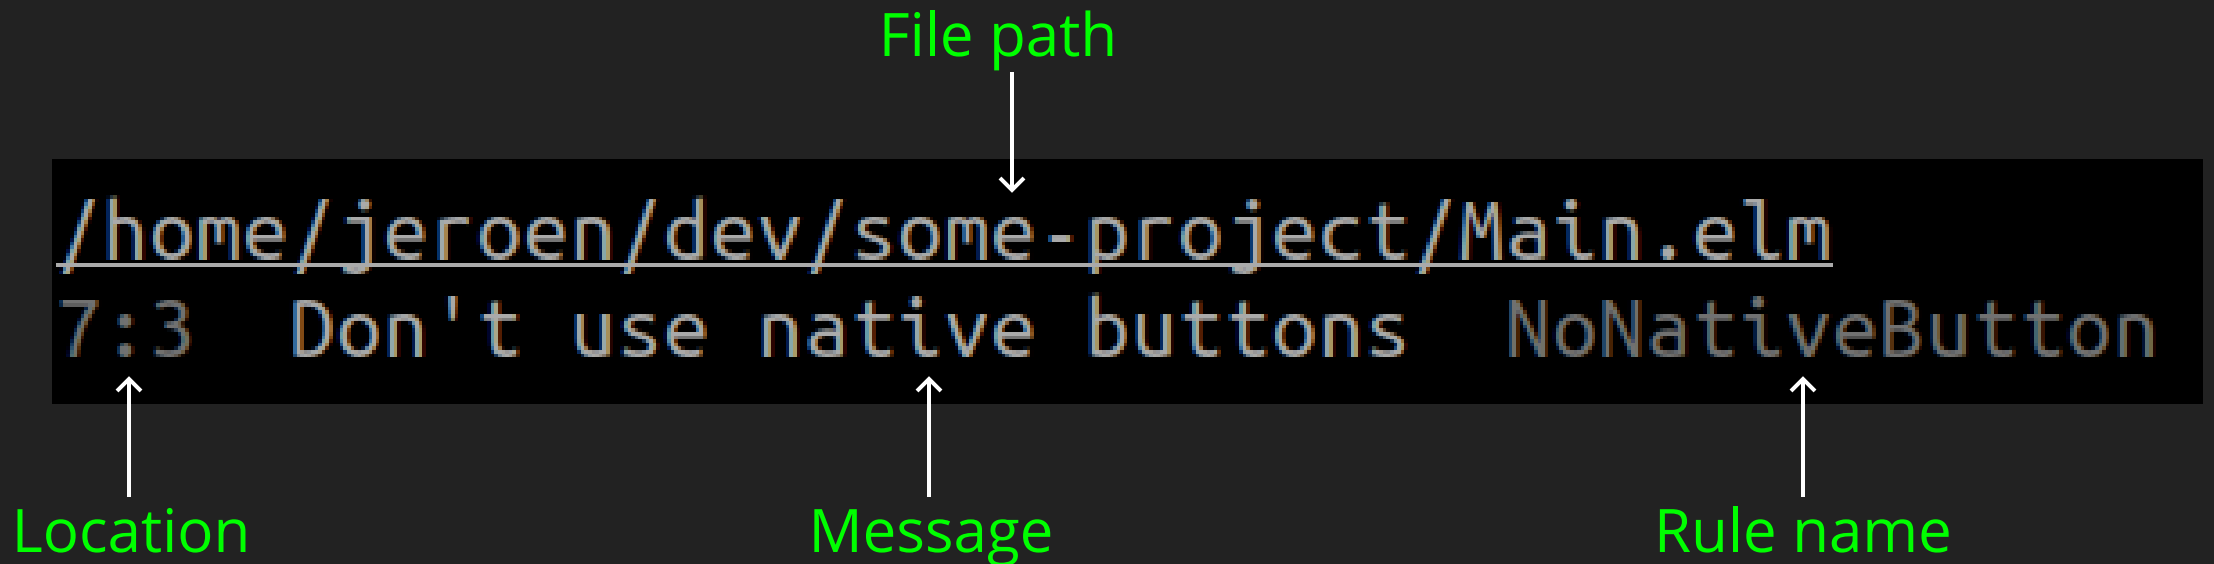 File path
/home/jeroen/dev/some-project/Main.elm
7:3  Don't use native buttons  NoNativeButton
Location Message Rule name